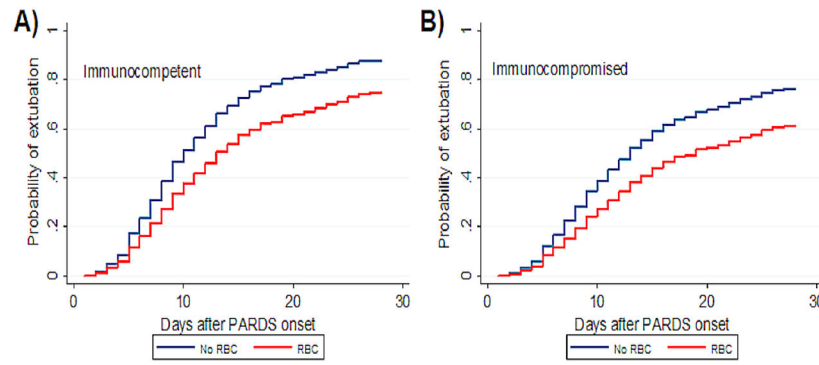 A)
Immunocompetent
Probability of extubation
1
.8
.6
.4
.2
0
0 10 20 30
Days after PARDS onset
No RBC RBC
B)
Immunocompromised
Probability of extubation
1
.8
.6
.4
.2
0
0 10 20 30
Days after PARDS onset
No RBC RBC